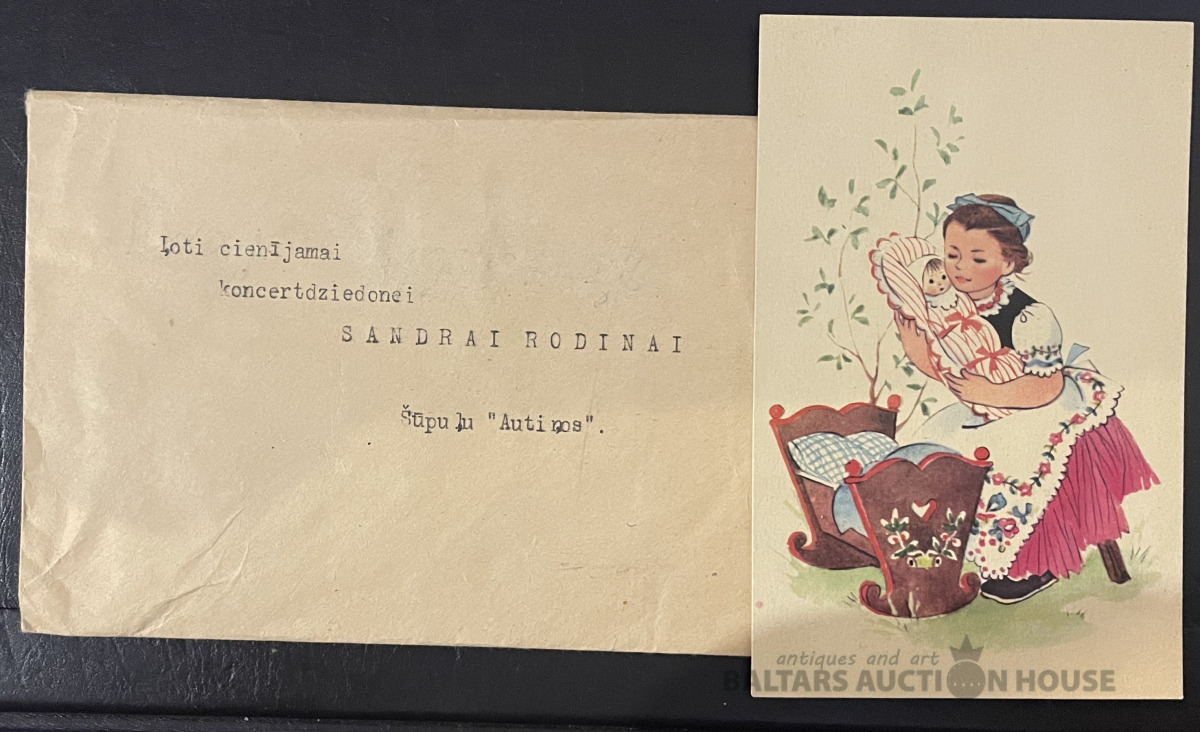 Ļoti cienījamai
koncertdziedonei
SANDRAI RODINAI
Šūpuļu "Autiņos".
antiques and art
BALTARS AUCTION HOUSE